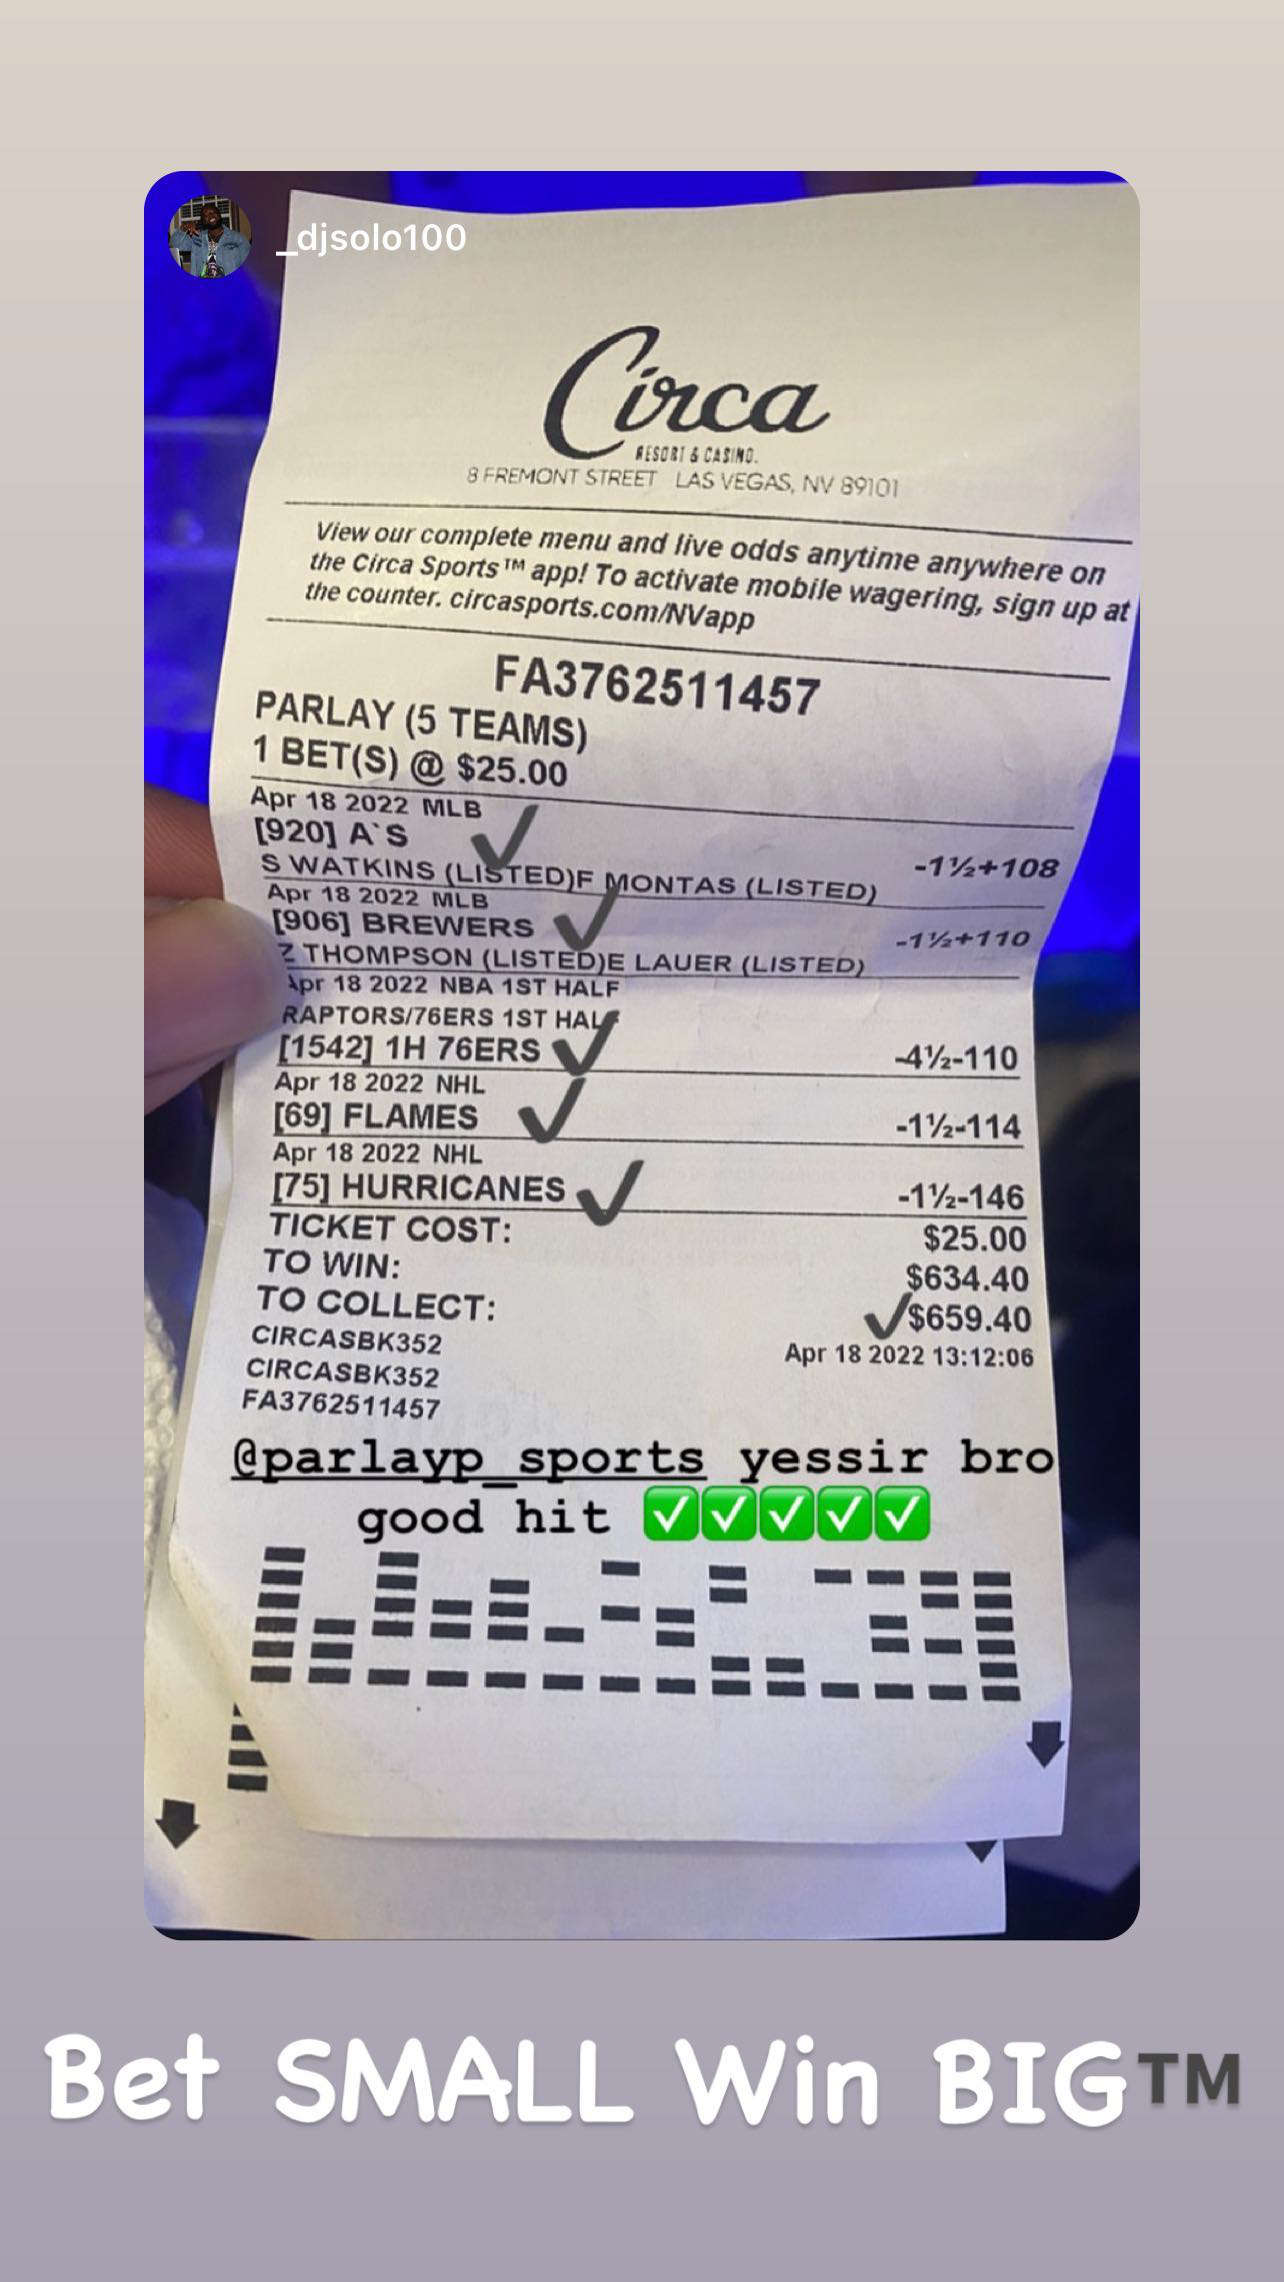 _djsolo100
Circa
RESORT & CASINO.
8 FREMONT STREET LAS VEGAS, NV 89101
View our complete menu and live odds anytime anywhere on
the Circa Sports™ app! To activate mobile wagering, sign up at
the counter. circasports.com/NVapp
FA3762511457
PARLAY (5 TEAMS)
1 BET(S) @ $25.00
Apr 18 2022 MLB
[920] A`S -1½+108
S WATKINS (LISTED)F MONTAS (LISTED)
Apr 18 2022 MLB
[906] BREWERS -1½+110
Z THOMPSON (LISTED)E LAUER (LISTED)
Apr 18 2022 NBA 1ST HALF
RAPTORS/76ERS 1ST HALF
[1542] 1H 76ERS -4½-110
Apr 18 2022 NHL
[69] FLAMES -1½-114
Apr 18 2022 NHL
[75] HURRICANES -1½-146
TICKET COST: $25.00
TO WIN: $634.40
TO COLLECT: ✔$659.40
CIRCASBK352 Apr 18 2022 13:12:06
CIRCASBK352
FA3762511457
@parlayp_sports yessir bro
good hit ✅✅✅✅✅
Bet SMALL Win BIG™